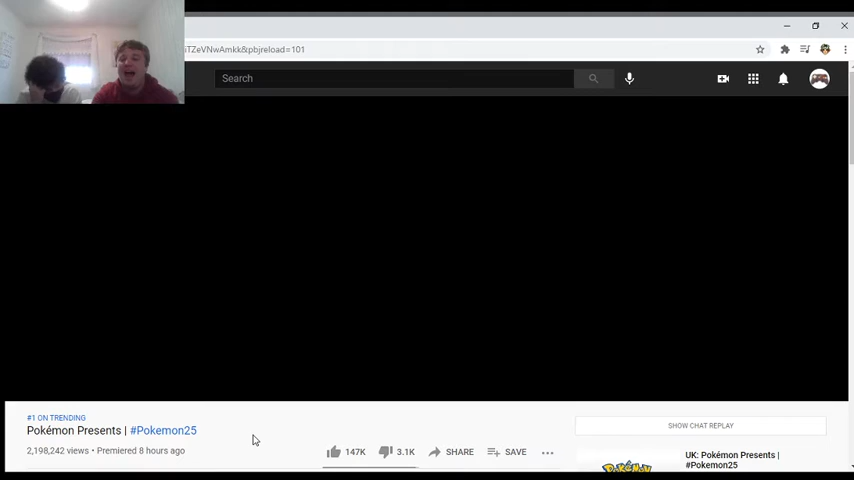 iTZeVNwAmkk&pbjreload=101
Search
#1 ON TRENDING
Pokémon Presents | #Pokemon25
2,198,242 views • Premiered 8 hours ago
147K
3.1K
SHARE
SAVE
SHOW CHAT REPLAY
POKÉMON
UK: Pokémon Presents |
#Pokemon25